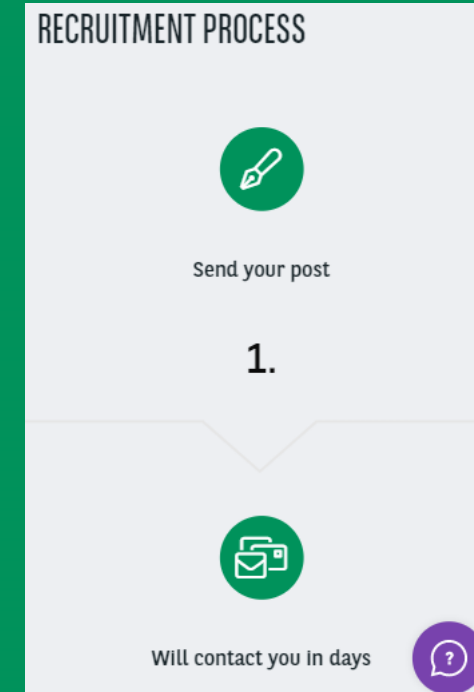 RECRUITMENT PROCESS
Send your post
1.
Will contact you in days
?